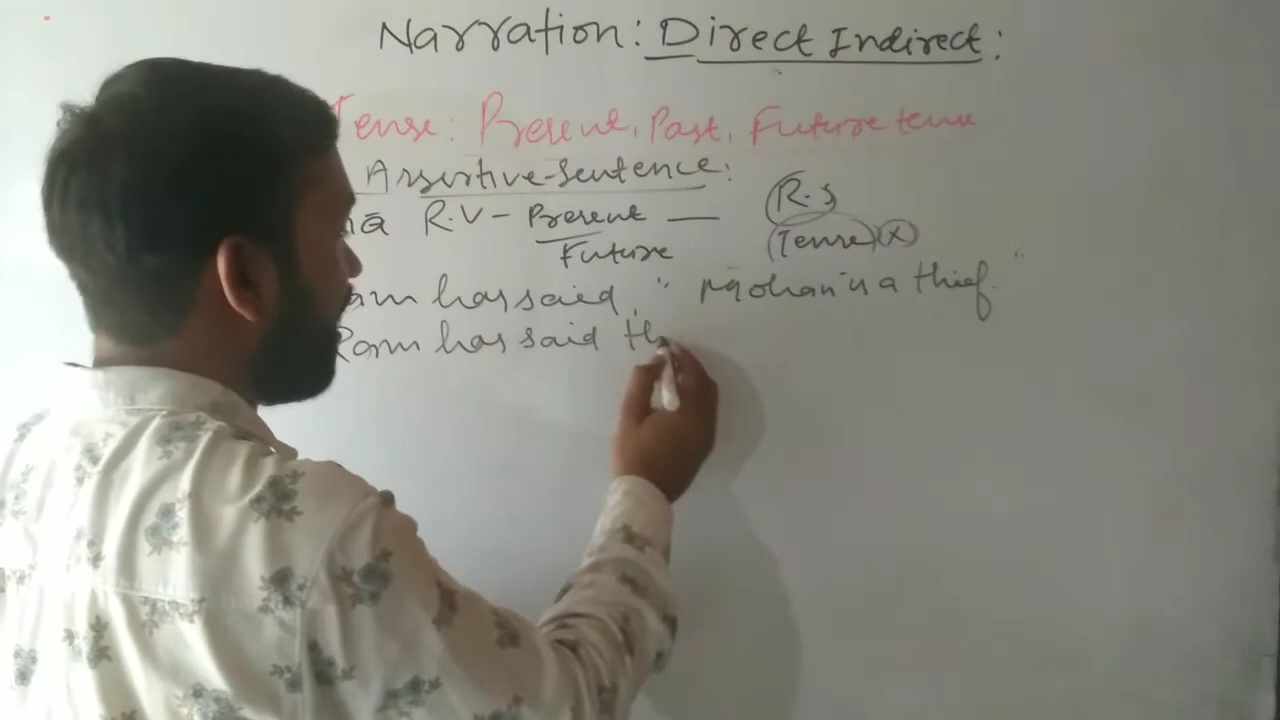 Narration: Direct Indirect:
Tense: Present, Past, Future tense
Assertive-Sentence:
R.V - Present — R.S
Future (Tense) (X)
am has said, " Mohan is a thief. "
Ram has said th